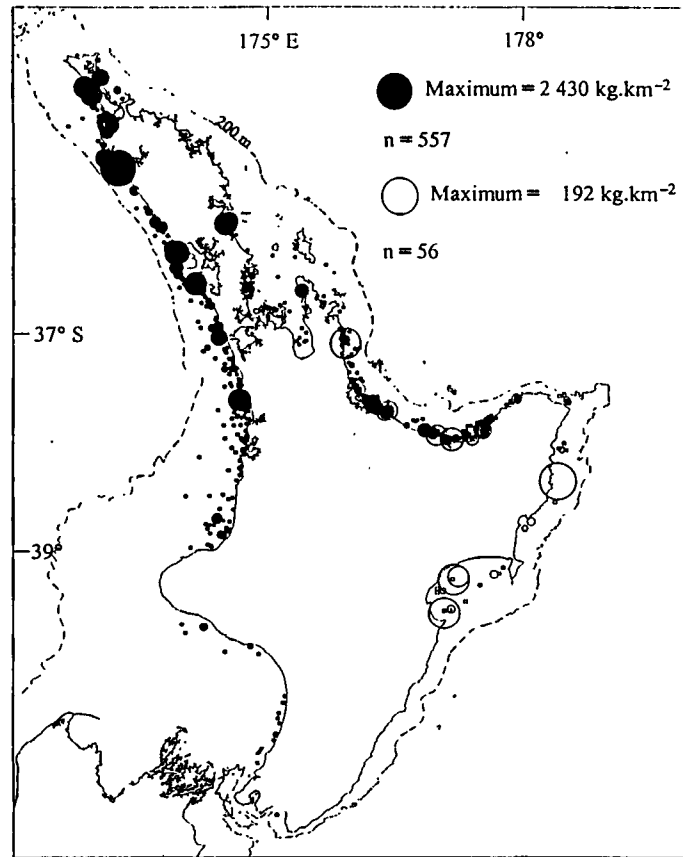 175° E 178°
Maximum = 2 430 kg.km⁻²
200 m
n = 557
Maximum = 192 kg.km⁻²
n = 56
37° S
39°